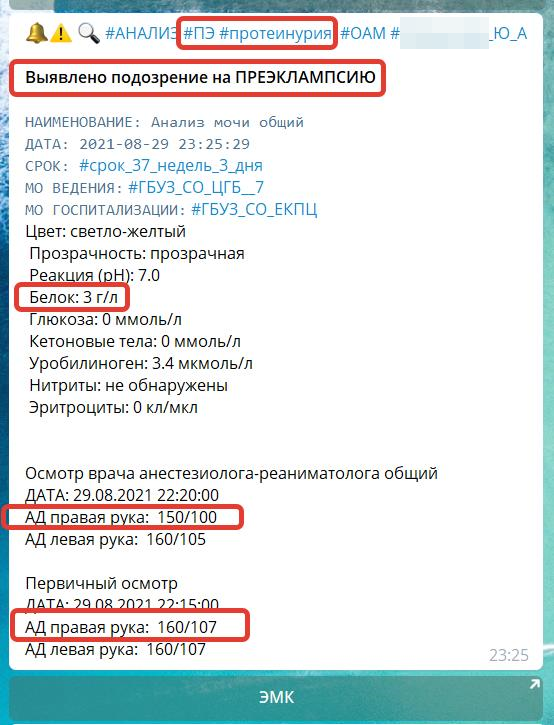 #АНАЛИЗ #ПЭ #протеинурия #ОАМ # _Ю_А
Выявлено подозрение на ПРЕЭКЛАМПСИЮ
НАИМЕНОВАНИЕ: Анализ мочи общий
ДАТА: 2021-08-29 23:25:29
СРОК: #срок_37_недель_3_дня
МО ВЕДЕНИЯ: #ГБУЗ_СО_ЦГБ__7
МО ГОСПИТАЛИЗАЦИИ: #ГБУЗ_СО_ЕКПЦ
Цвет: светло-желтый
Прозрачность: прозрачная
Реакция (pH): 7.0
Белок: 3 г/л
Глюкоза: 0 ммоль/л
Кетоновые тела: 0 ммоль/л
Уробилиноген: 3.4 мкмоль/л
Нитриты: не обнаружены
Эритроциты: 0 кл/мкл
Осмотр врача анестезиолога-реаниматолога общий
ДАТА: 29.08.2021 22:20:00
АД правая рука: 150/100
АД левая рука: 160/105
Первичный осмотр
ДАТА: 29.08.2021 22:15:00
АД правая рука: 160/107
АД левая рука: 160/107
23:25
ЭМК